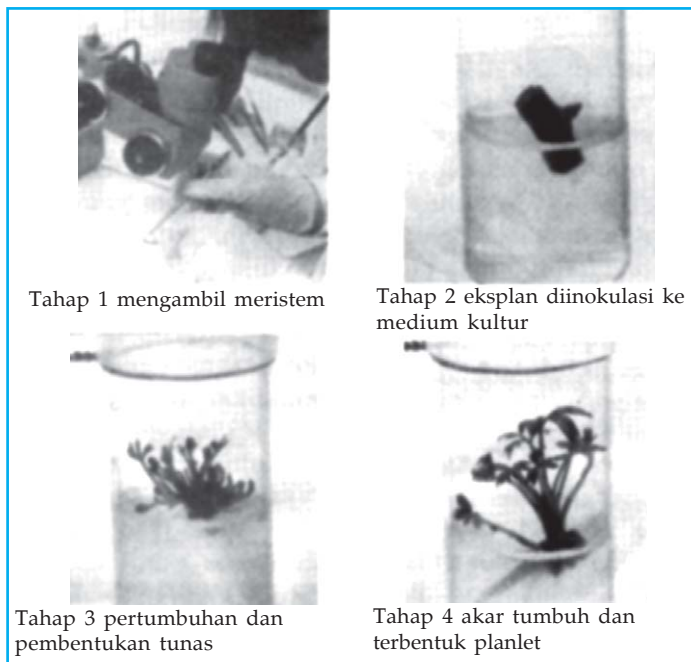 Tahap 1 mengambil meristem
Tahap 2 eksplan diinokulasi ke
medium kultur
Tahap 3 pertumbuhan dan
pembentukan tunas
Tahap 4 akar tumbuh dan
terbentuk planlet